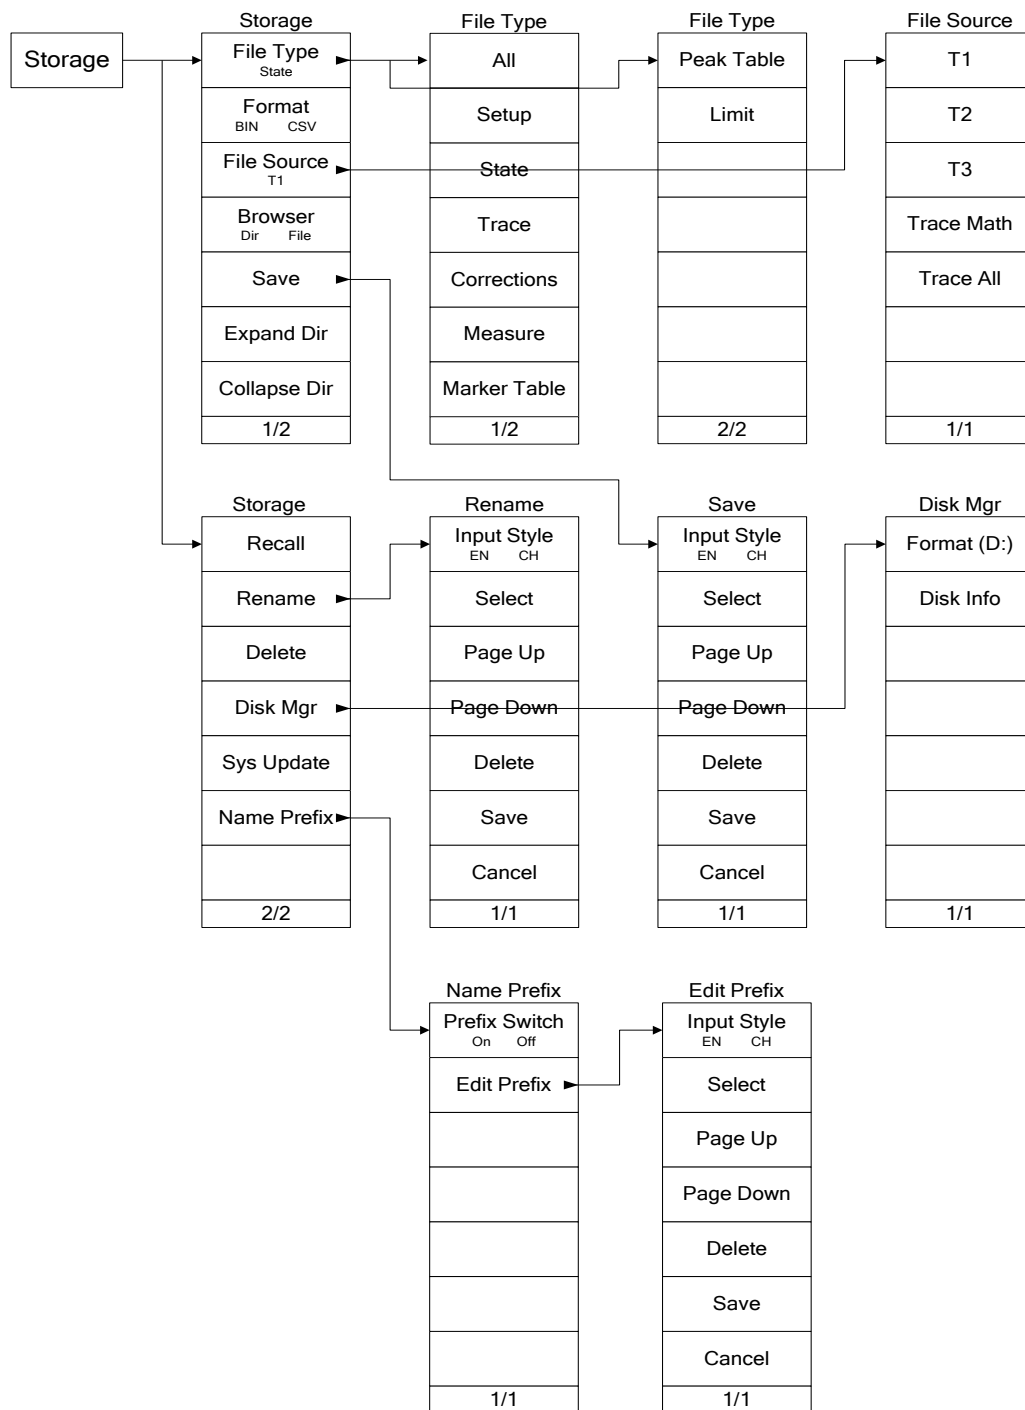 Storage
Storage
File Type
State
Format
BIN CSV
File Source
T1
Browser
Dir File
Save
Expand Dir
Collapse Dir
1/2
File Type
All
Setup
State
Trace
Corrections
Measure
Marker Table
1/2
File Type
Peak Table
Limit
2/2
File Source
T1
T2
T3
Trace Math
Trace All
1/1
Storage
Recall
Rename
Delete
Disk Mgr
Sys Update
Name Prefix
2/2
Rename
Input Style
EN CH
Select
Page Up
Page Down
Delete
Save
Cancel
1/1
Save
Input Style
EN CH
Select
Page Up
Page Down
Delete
Save
Cancel
1/1
Disk Mgr
Format (D:)
Disk Info
1/1
Name Prefix
Prefix Switch
On Off
Edit Prefix
1/1
Edit Prefix
Input Style
EN CH
Select
Page Up
Page Down
Delete
Save
Cancel
1/1